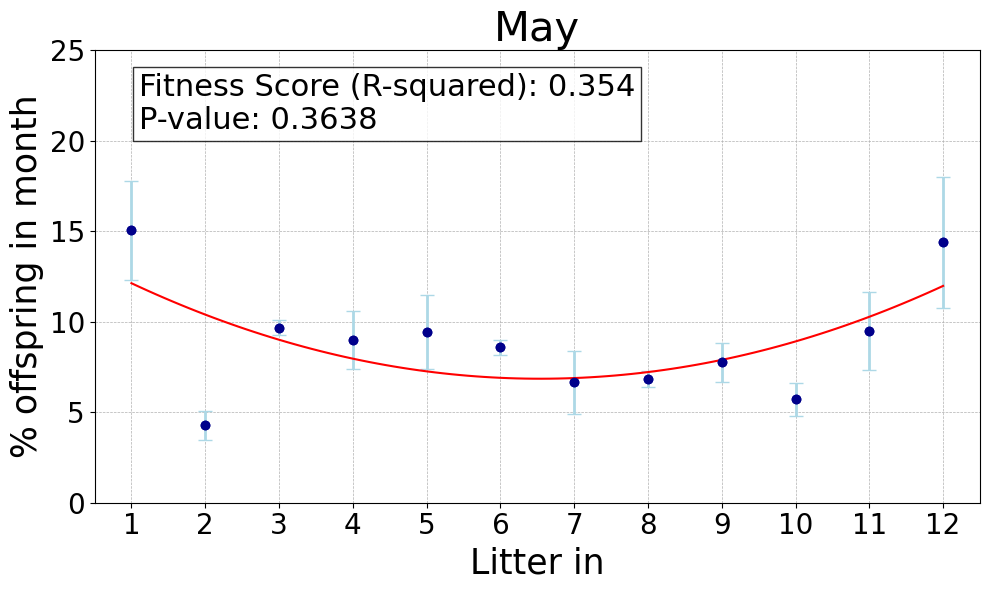 May
% offspring in month
25
20
15
10
5
0
Fitness Score (R-squared): 0.354
P-value: 0.3638
1 2 3 4 5 6 7 8 9 10 11 12
Litter in